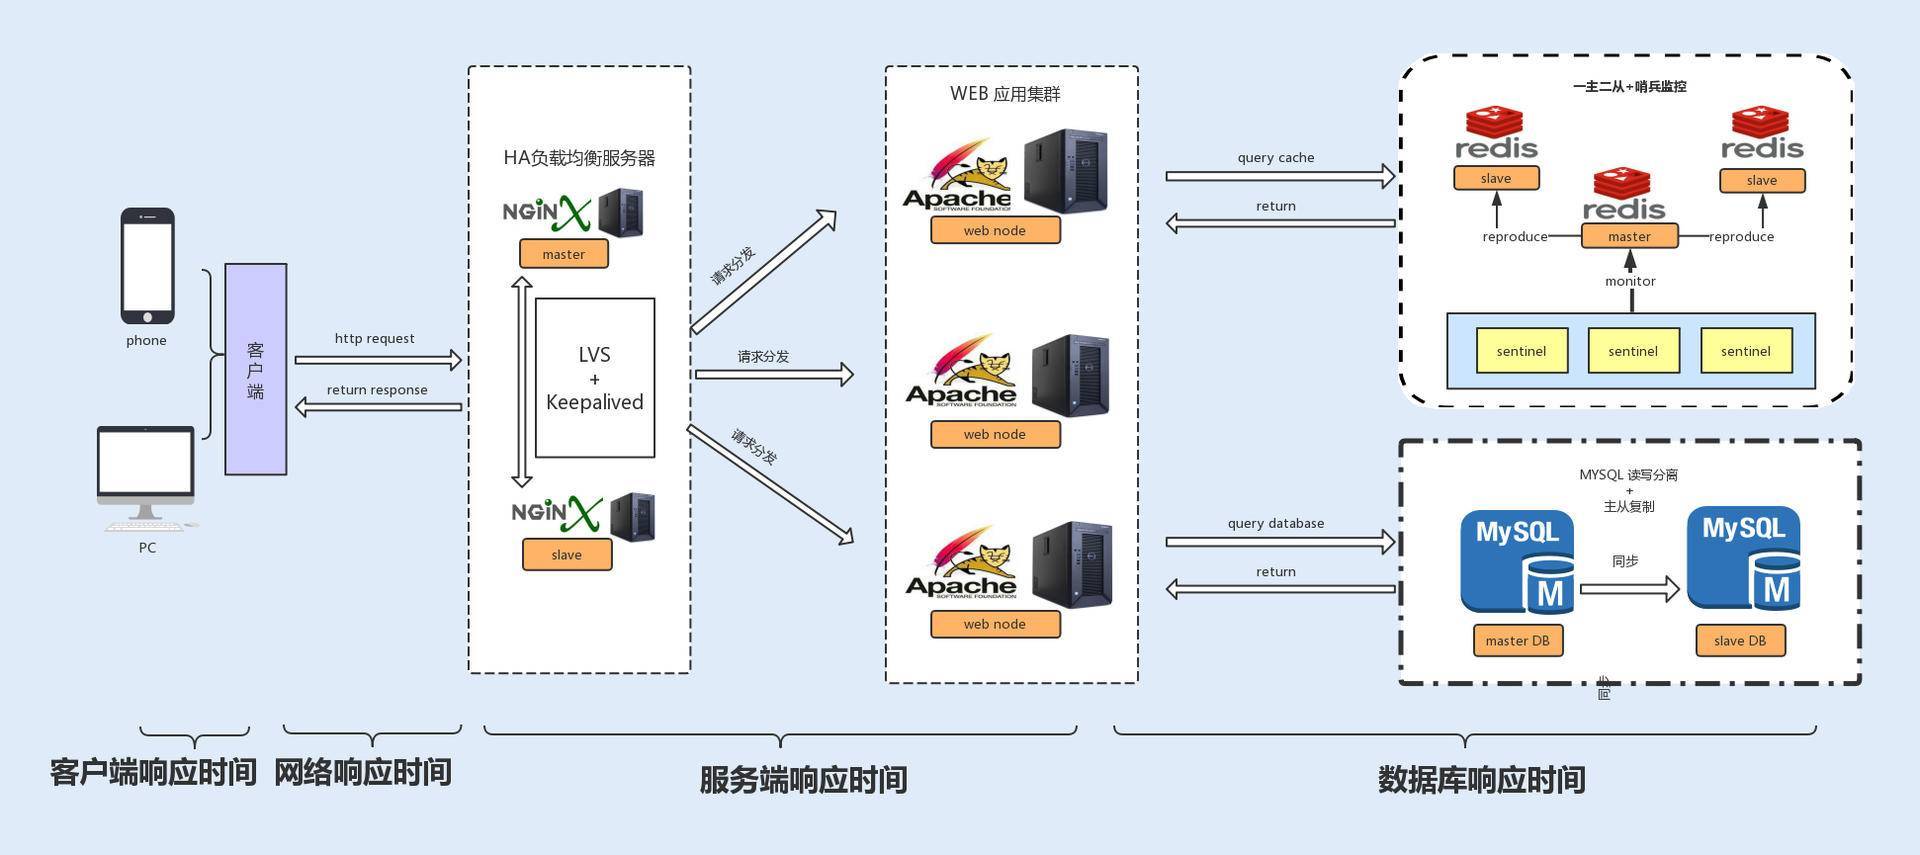 phone
PC
客户端
http request
return response
HA负载均衡服务器
NGiNX
master
LVS
+
Keepalived
NGiNX
slave
请求分发
请求分发
请求分发
WEB 应用集群
Apache
SOFTWARE FOUNDATION
web node
Apache
SOFTWARE FOUNDATION
web node
Apache
SOFTWARE FOUNDATION
web node
query cache
return
query database
return
一主二从+哨兵监控
redis
slave
redis
slave
redis
master
reproduce
reproduce
monitor
sentinel
sentinel
sentinel
MYSQL 读写分离
+
主从复制
MySQL
M
master DB
同步
MySQL
M
slave DB
同步
客户端响应时间
网络响应时间
服务端响应时间
数据库响应时间